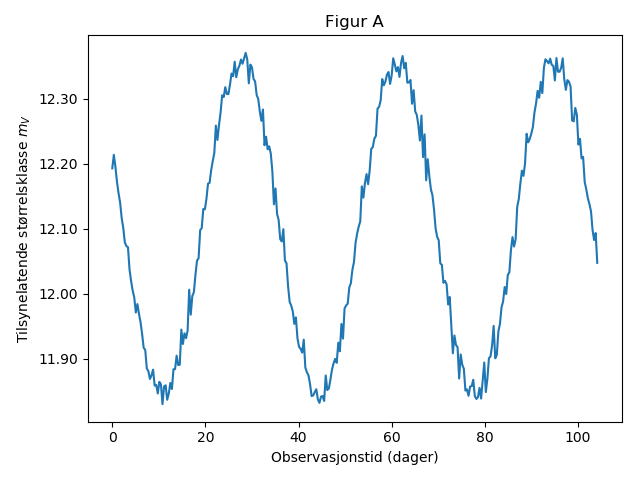 Figur A
Tilsynelatende størrelsklasse m_V
12.30
12.20
12.10
12.00
11.90
0 20 40 60 80 100
Observasjonstid (dager)